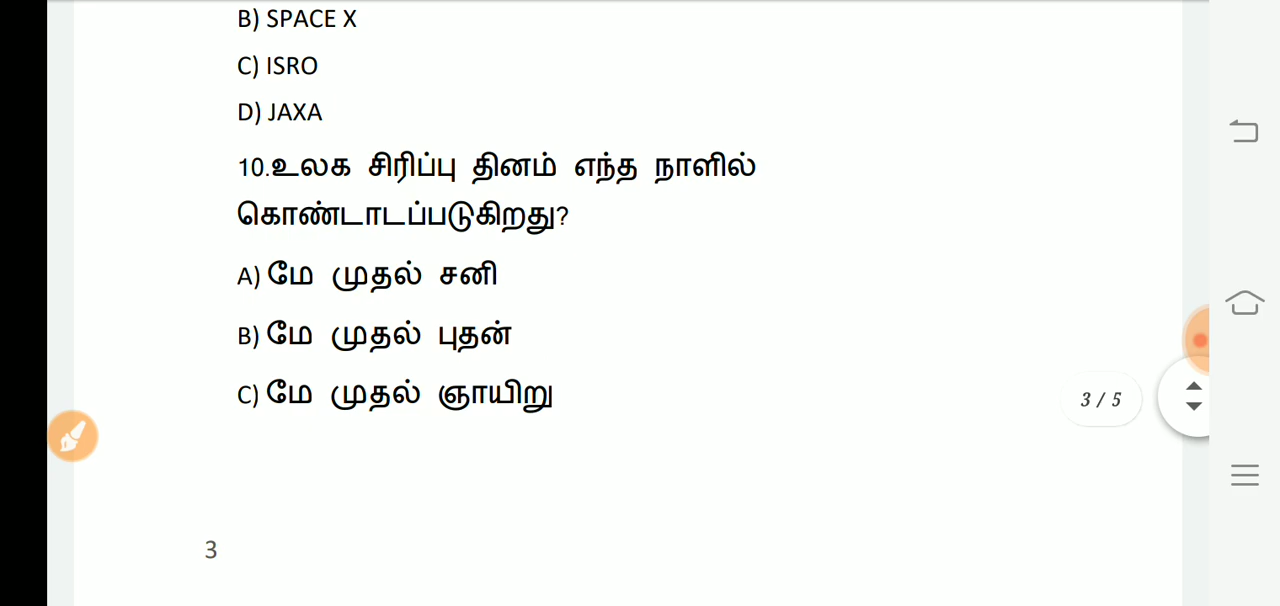 B) SPACE X
C) ISRO
D) JAXA
10.உலக சிரிப்பு தினம் எந்த நாளில்
கொண்டாடப்படுகிறது?
A) மே முதல் சனி
B) மே முதல் புதன்
C) மே முதல் ஞாயிறு
3 / 5
3